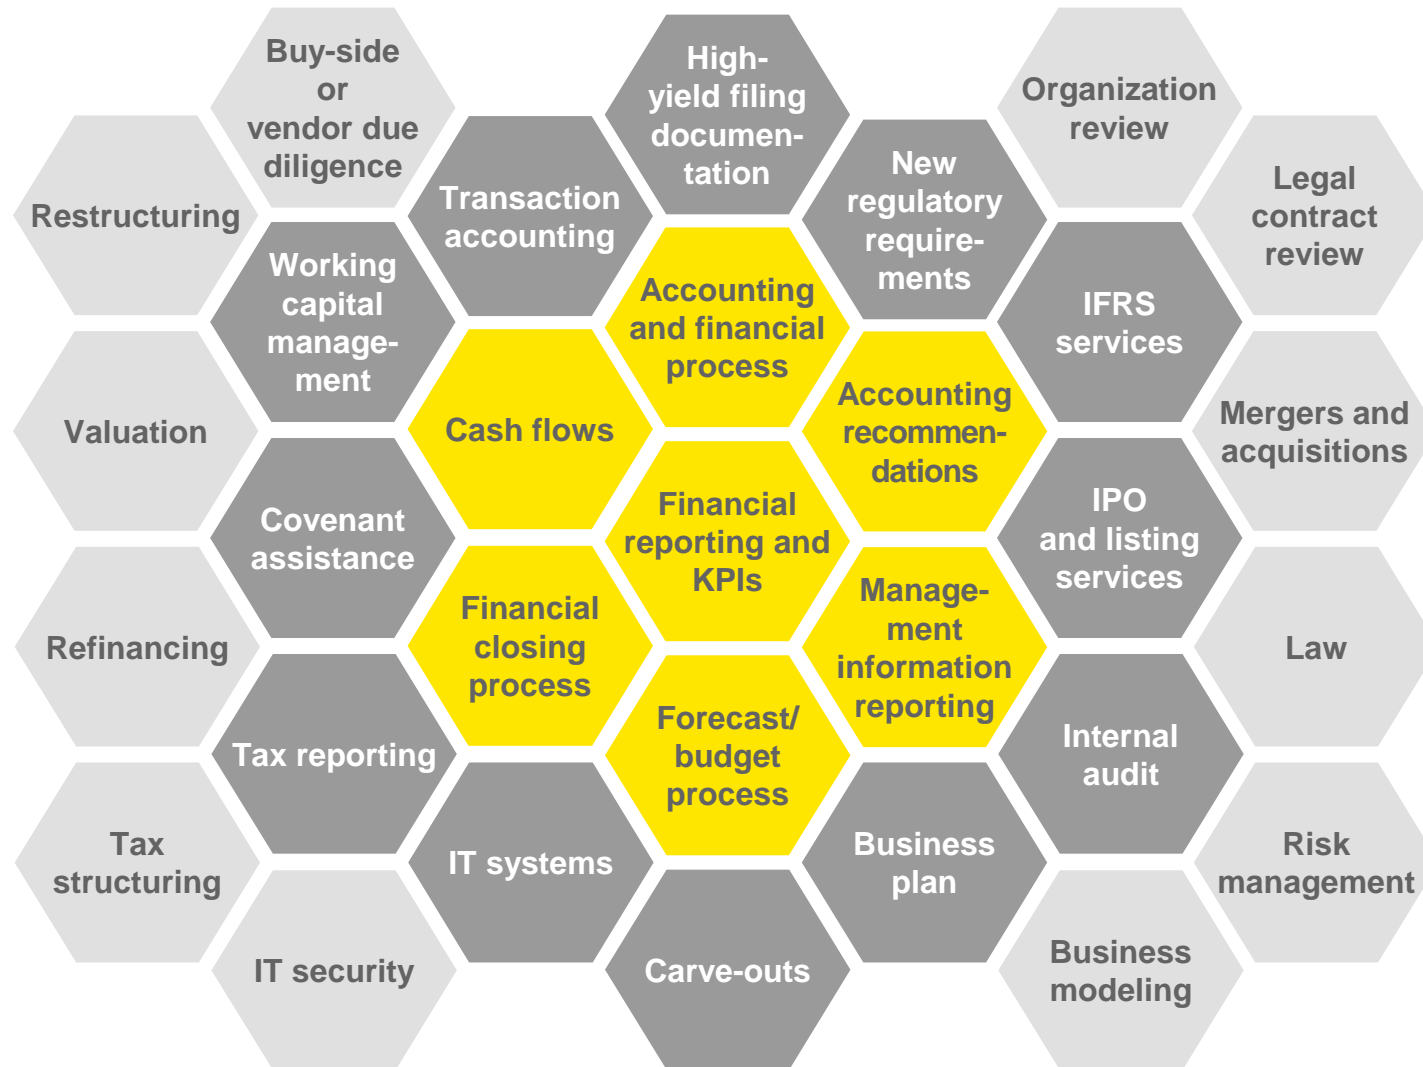 Buy-side
or
vendor due
diligence
High-
yield filing
documen-
tation
Organization
review
Restructuring
Transaction
accounting
New
regulatory
require-
ments
Legal
contract
review
Working
capital
manage-
ment
Accounting
and financial
process
IFRS
services
Valuation
Cash flows
Accounting
recommen-
dations
Mergers and
acquisitions
Covenant
assistance
Financial
reporting and
KPIs
IPO
and listing
services
Refinancing
Financial
closing
process
Manage-
ment
information
reporting
Law
Tax reporting
Forecast/
budget
process
Internal
audit
Tax
structuring
IT systems
Business
plan
Risk
management
IT security
Carve-outs
Business
modeling